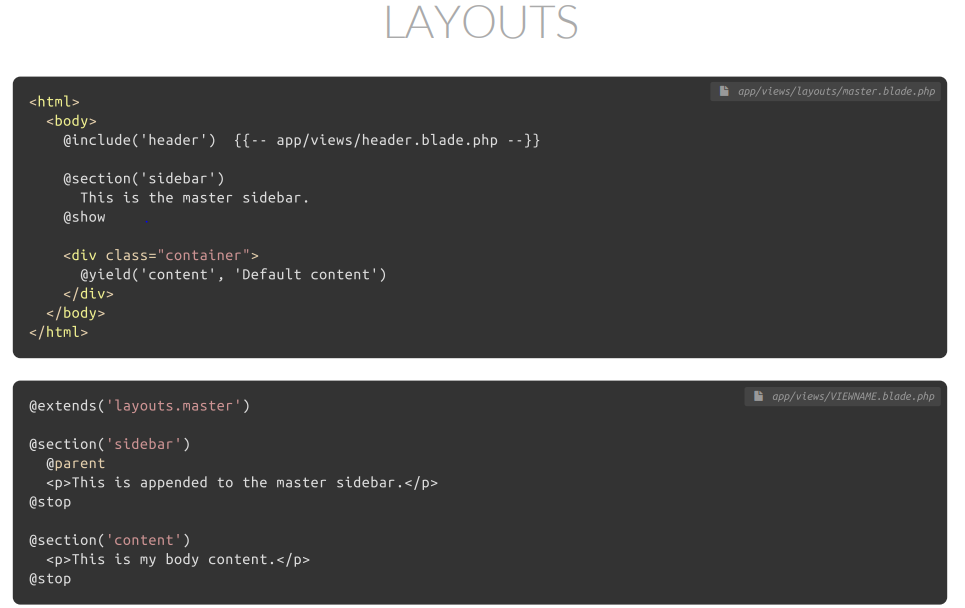 LAYOUTS
app/views/layouts/master.blade.php
<html>
  <body>
    @include('header')  {{-- app/views/header.blade.php --}}

    @section('sidebar')
      This is the master sidebar.
    @show

    <div class="container">
      @yield('content', 'Default content')
    </div>
  </body>
</html>
app/views/VIEWNAME.blade.php
@extends('layouts.master')

@section('sidebar')
  @parent
  <p>This is appended to the master sidebar.</p>
@stop

@section('content')
  <p>This is my body content.</p>
@stop